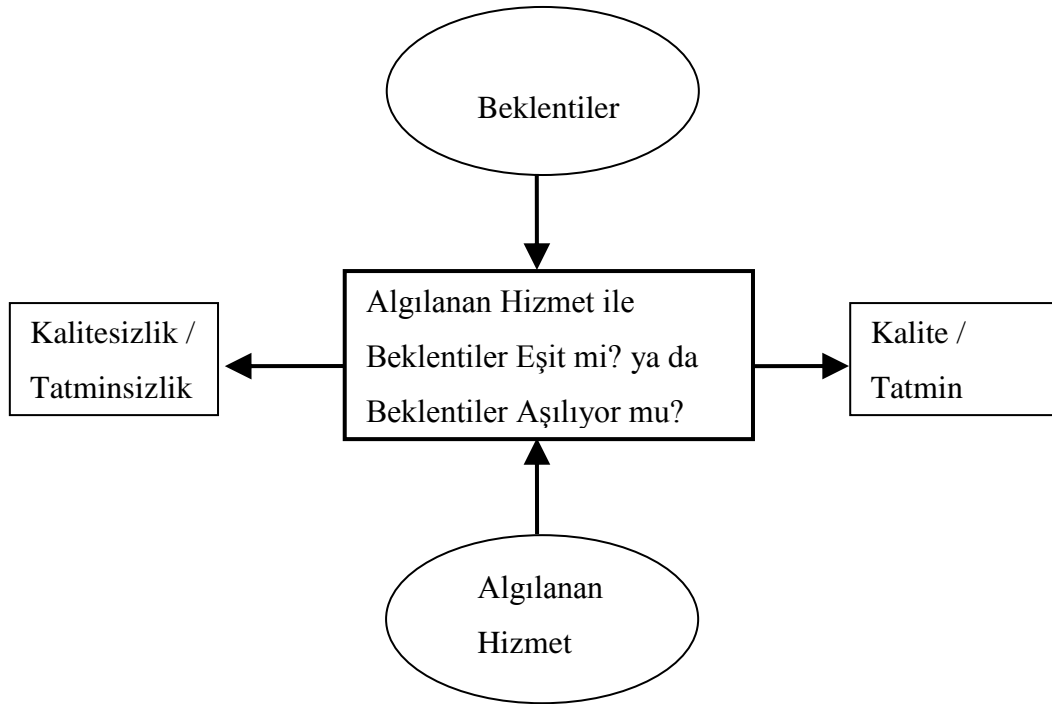 Beklentiler
Kalitesizlik /
Tatminsizlik
Algılanan Hizmet ile
Beklentiler Eşit mi? ya da
Beklentiler Aşılıyor mu?
Kalite /
Tatmin
Algılanan
Hizmet